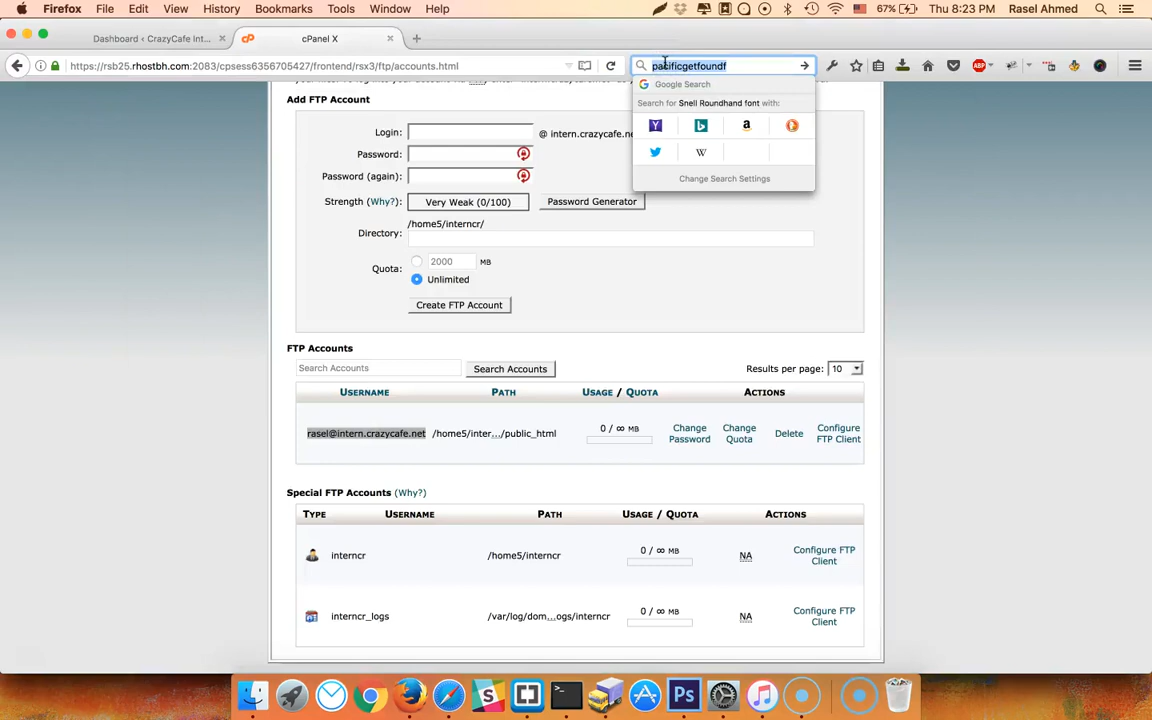 Firefox File Edit View History Bookmarks Tools Window Help 67% Thu 8:23 PM Rasel Ahmed
Dashboard ‹ CrazyCafe Int... × cPanel X × +
https://rsb25.rhostbh.com:2083/cpsess6356705427/frontend/rsx3/ftp/accounts.html
pacificgetfoundf
Google Search
Search for Snell Roundhand font with:
Change Search Settings
Add FTP Account
Login: @ intern.crazycafe.ne
Password:
Password (again):
Strength (Why?): Very Weak (0/100) Password Generator
/home5/interncr/
Directory:
Quota: 2000 MB
Unlimited
Create FTP Account
FTP Accounts
Search Accounts Search Accounts Results per page: 10
USERNAME PATH USAGE / QUOTA ACTIONS
rasel@intern.crazycafe.net /home5/inter.../public_html 0 / ∞ MB Change Password Change Quota Delete Configure FTP Client
Special FTP Accounts (Why?)
TYPE USERNAME PATH USAGE / QUOTA ACTIONS
interncr /home5/interncr 0 / ∞ MB NA Configure FTP Client
interncr_logs /var/log/dom...ogs/interncr 0 / ∞ MB NA Configure FTP Client